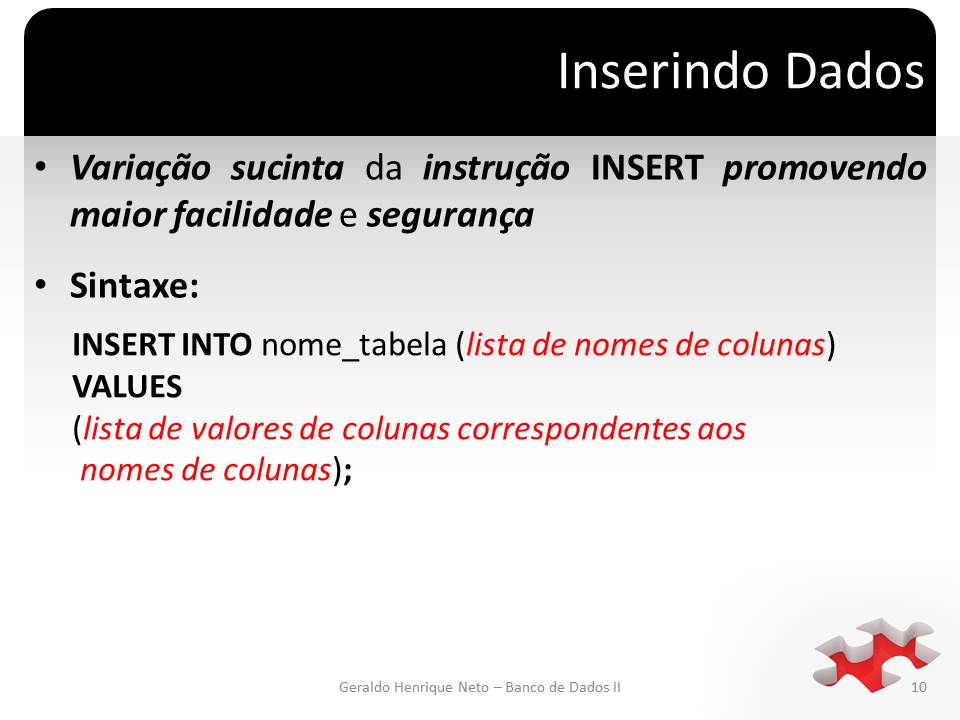 Inserindo Dados
• Variação sucinta da instrução INSERT promovendo
maior facilidade e segurança
• Sintaxe:
INSERT INTO nome_tabela (lista de nomes de colunas)
VALUES
(lista de valores de colunas correspondentes aos
nomes de colunas);
Geraldo Henrique Neto – Banco de Dados II
10